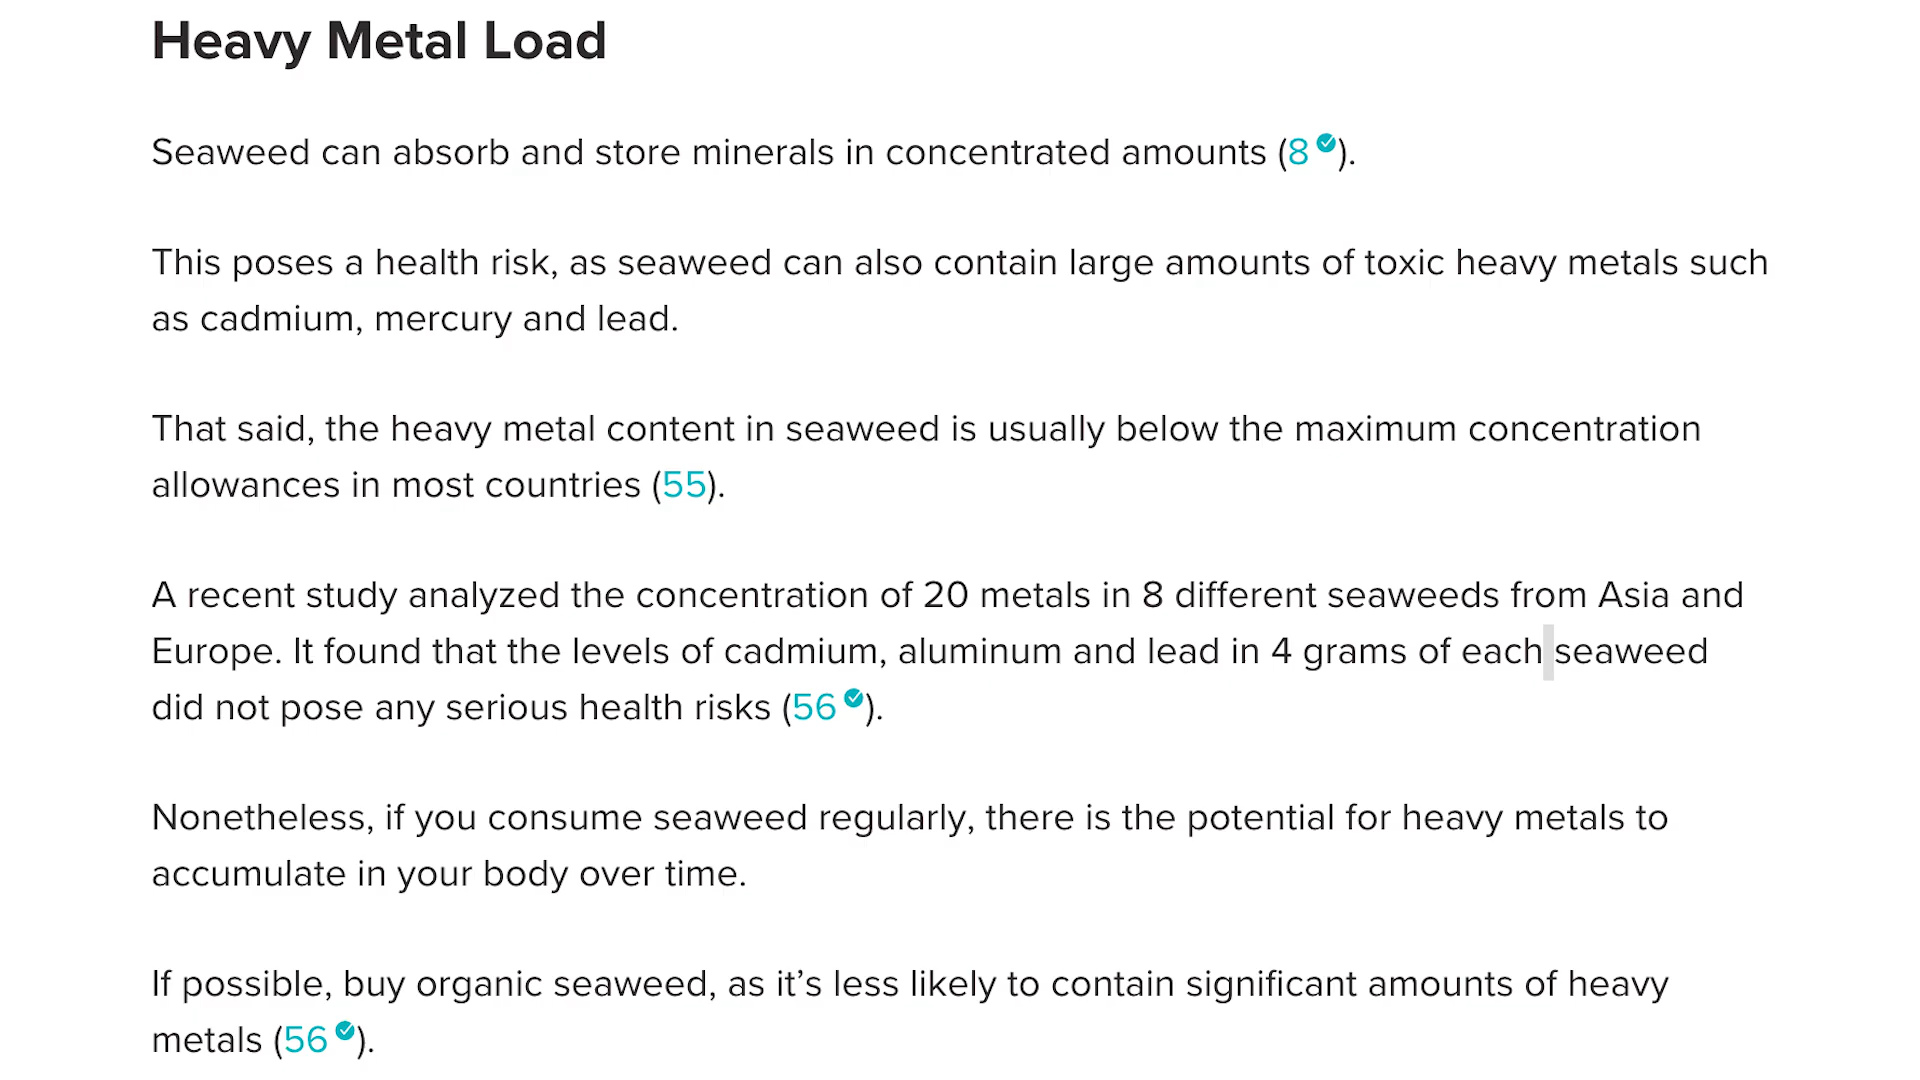 Heavy Metal Load
Seaweed can absorb and store minerals in concentrated amounts (8).
This poses a health risk, as seaweed can also contain large amounts of toxic heavy metals such
as cadmium, mercury and lead.
That said, the heavy metal content in seaweed is usually below the maximum concentration
allowances in most countries (55).
A recent study analyzed the concentration of 20 metals in 8 different seaweeds from Asia and
Europe. It found that the levels of cadmium, aluminum and lead in 4 grams of each seaweed
did not pose any serious health risks (56).
Nonetheless, if you consume seaweed regularly, there is the potential for heavy metals to
accumulate in your body over time.
If possible, buy organic seaweed, as it’s less likely to contain significant amounts of heavy
metals (56).